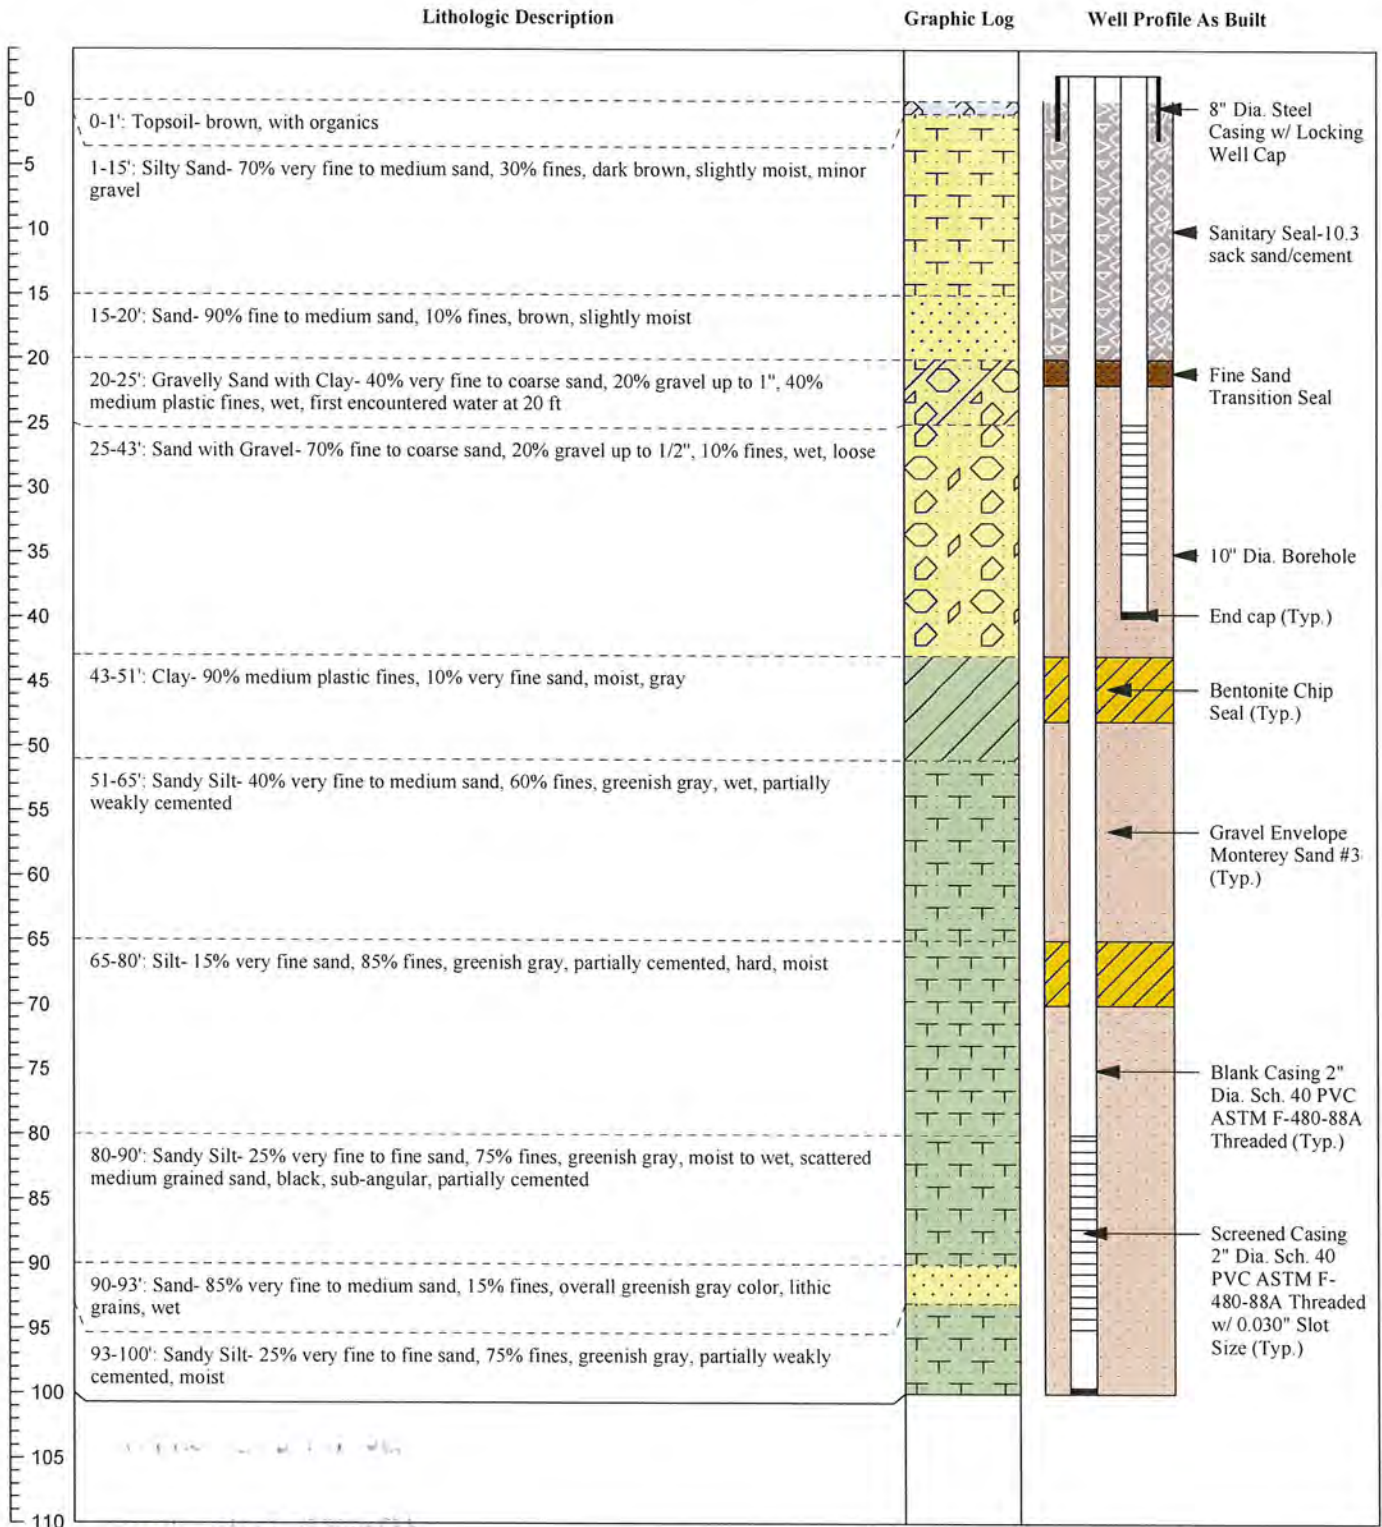 Lithologic Description
Graphic Log
Well Profile As Built
0
5
10
15
20
25
30
35
40
45
50
55
60
65
70
75
80
85
90
95
100
105
110
0-1': Topsoil- brown, with organics
1-15': Silty Sand- 70% very fine to medium sand, 30% fines, dark brown, slightly moist, minor
gravel
15-20': Sand- 90% fine to medium sand, 10% fines, brown, slightly moist
20-25': Gravelly Sand with Clay- 40% very fine to coarse sand, 20% gravel up to 1", 40%
medium plastic fines, wet, first encountered water at 20 ft
25-43': Sand with Gravel- 70% fine to coarse sand, 20% gravel up to 1/2", 10% fines, wet, loose
43-51': Clay- 90% medium plastic fines, 10% very fine sand, moist, gray
51-65': Sandy Silt- 40% very fine to medium sand, 60% fines, greenish gray, wet, partially
weakly cemented
65-80': Silt- 15% very fine sand, 85% fines, greenish gray, partially cemented, hard, moist
80-90': Sandy Silt- 25% very fine to fine sand, 75% fines, greenish gray, moist to wet, scattered
medium grained sand, black, sub-angular, partially cemented
90-93': Sand- 85% very fine to medium sand, 15% fines, overall greenish gray color, lithic
grains, wet
93-100': Sandy Silt- 25% very fine to fine sand, 75% fines, greenish gray, partially weakly
cemented, moist
8" Dia. Steel
Casing w/ Locking
Well Cap
Sanitary Seal-10.3
sack sand/cement
Fine Sand
Transition Seal
10" Dia. Borehole
End cap (Typ.)
Bentonite Chip
Seal (Typ.)
Gravel Envelope
Monterey Sand #3
(Typ.)
Blank Casing 2"
Dia. Sch. 40 PVC
ASTM F-480-88A
Threaded (Typ.)
Screened Casing
2" Dia. Sch. 40
PVC ASTM F-
480-88A Threaded
w/ 0.030" Slot
Size (Typ.)